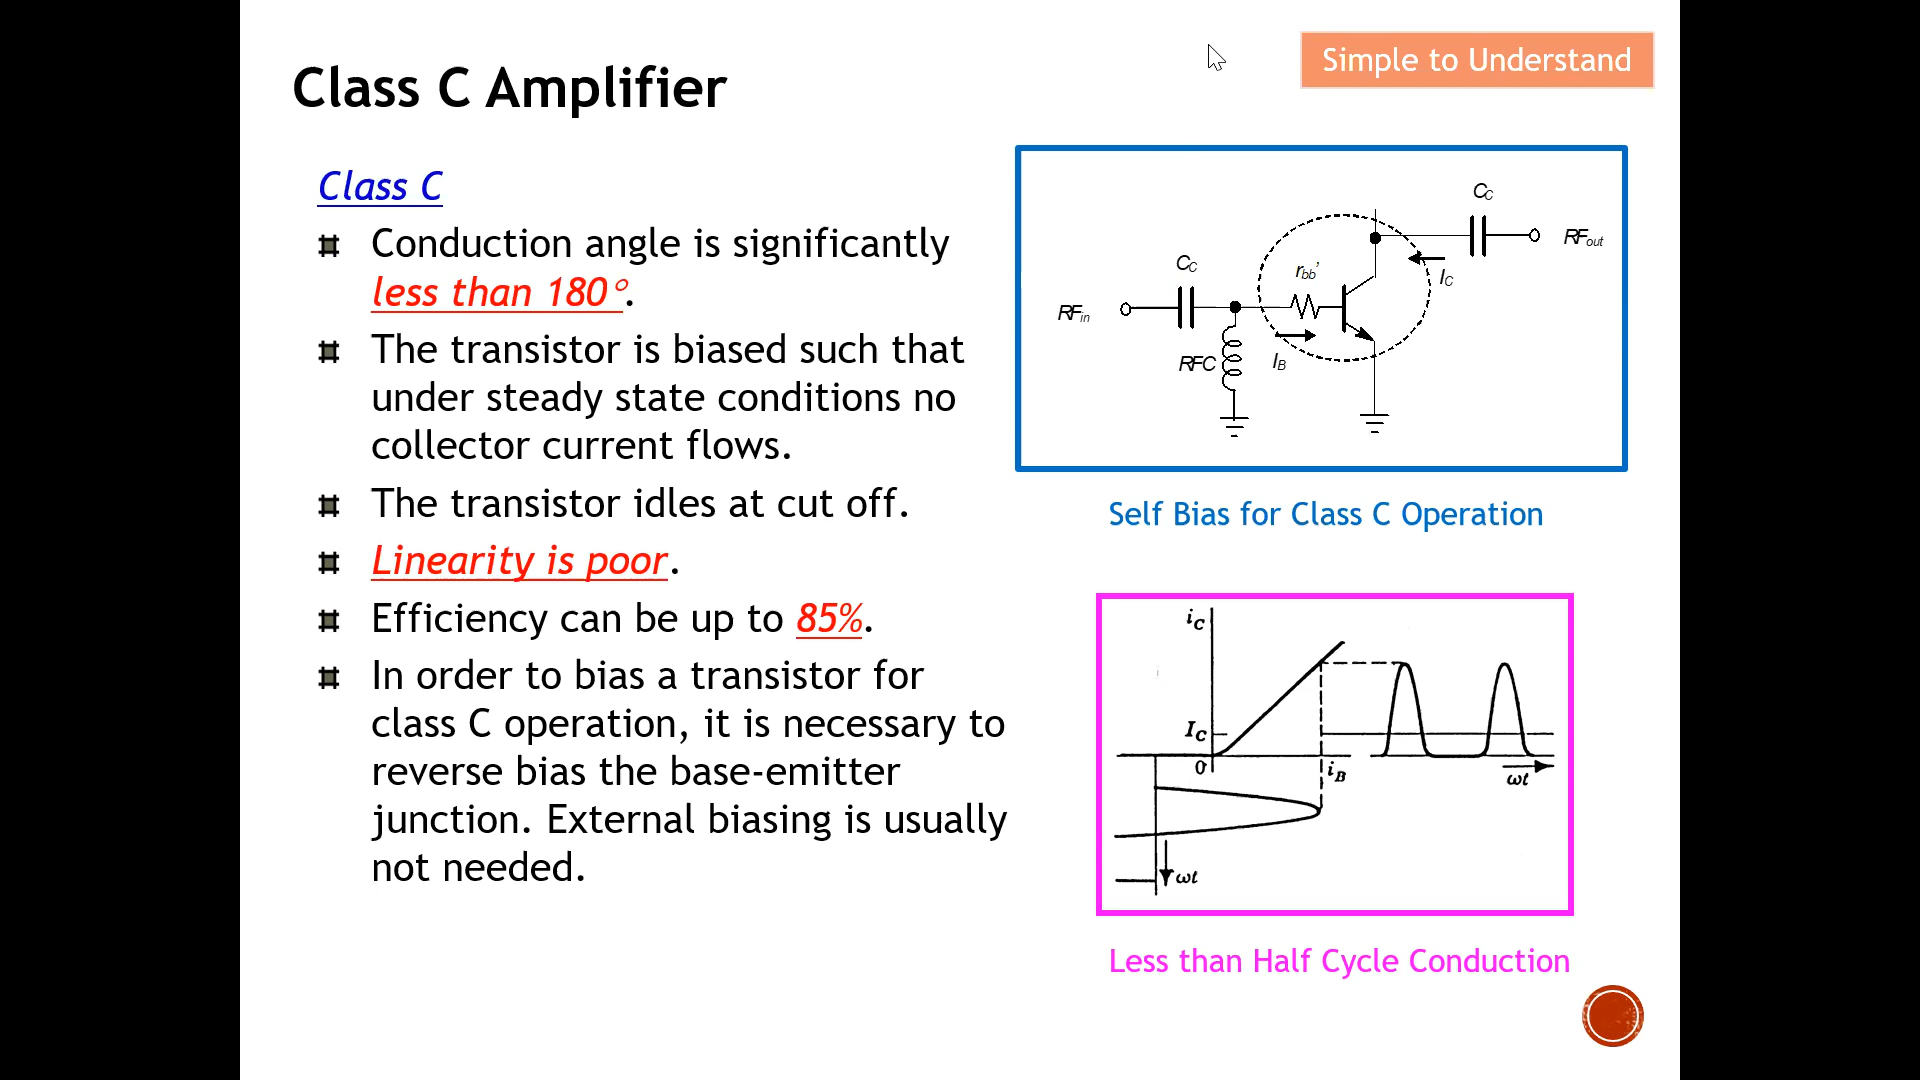 Simple to Understand
Class C Amplifier
Class C
Conduction angle is significantly
less than 180°.
The transistor is biased such that
under steady state conditions no
collector current flows.
The transistor idles at cut off.
Linearity is poor.
Efficiency can be up to 85%.
In order to bias a transistor for
class C operation, it is necessary to
reverse bias the base-emitter
junction. External biasing is usually
not needed.
CC
RFout
IC
rbb'
CC
RFin
RFC
IB
Self Bias for Class C Operation
iC
IC
0
iB
ωt
ωt
Less than Half Cycle Conduction